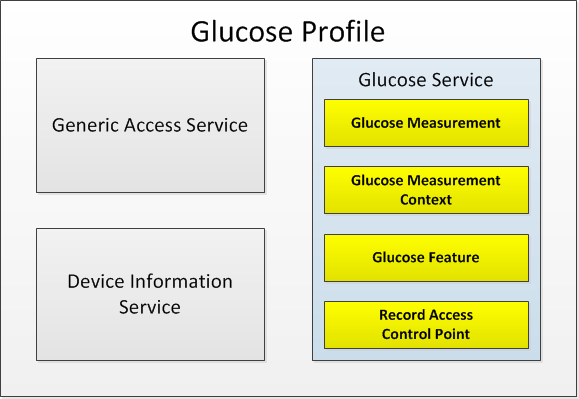 Glucose Profile
Generic Access Service
Device Information
Service
Glucose Service
Glucose Measurement
Glucose Measurement
Context
Glucose Feature
Record Access
Control Point